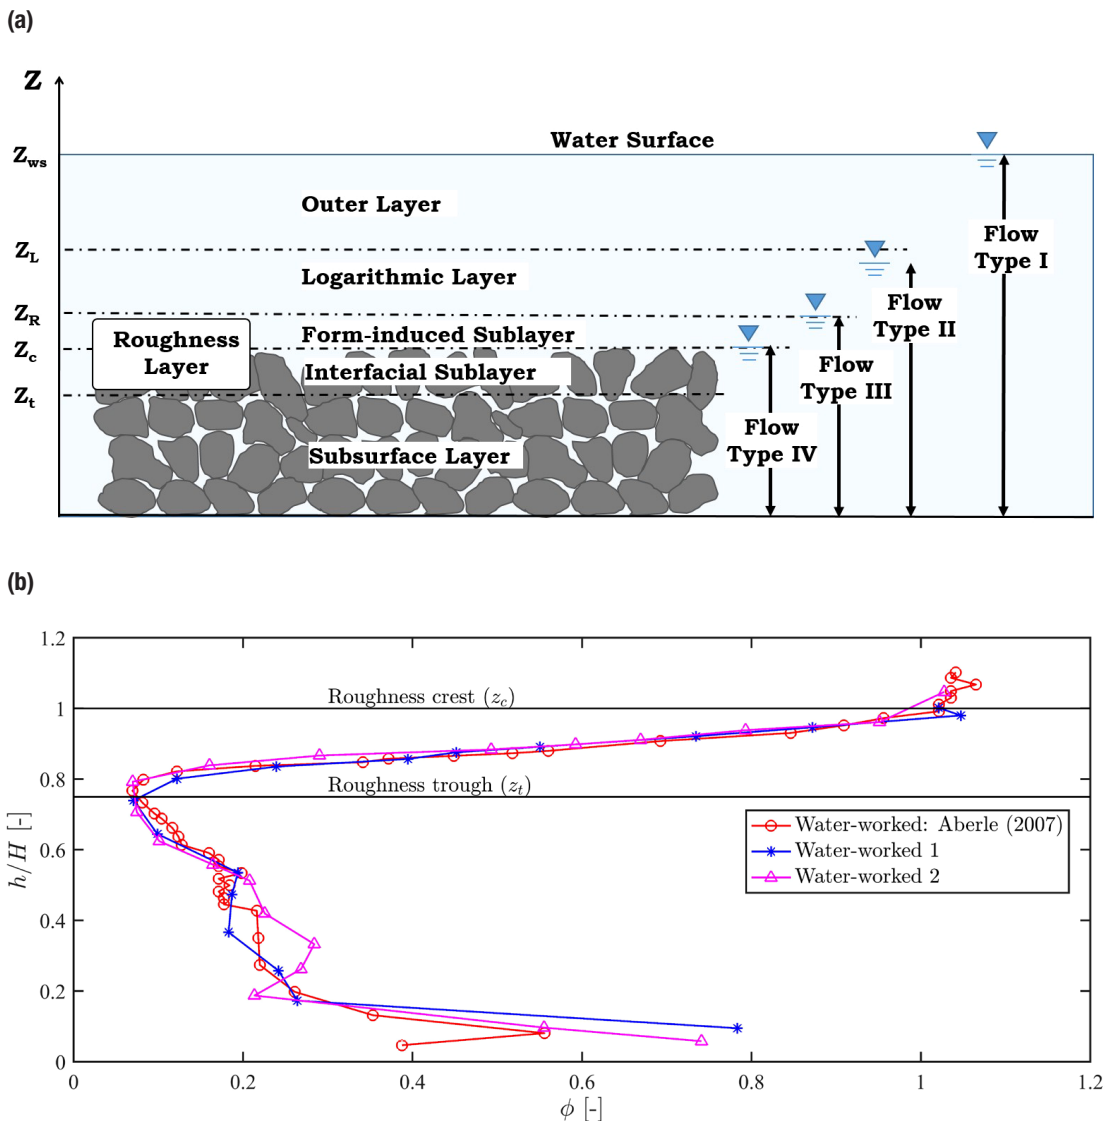 (a)
Z
Water Surface
Zws
Outer Layer
Flow
Type I
ZL
Logarithmic Layer
Flow
Type II
ZR
Form-induced Sublayer
Roughness
Layer
Zc
Interfacial Sublayer
Flow
Type III
Zt
Flow
Type IV
Subsurface Layer
(b)
1.2
Roughness crest (zc)
1
0.8
Roughness trough (zt)
Water-worked: Aberle (2007)
Water-worked 1
Water-worked 2
0.6
h/H [-]
0.4
0.2
0
0 0.2 0.4 0.6 0.8 1 1.2
ϕ [-]